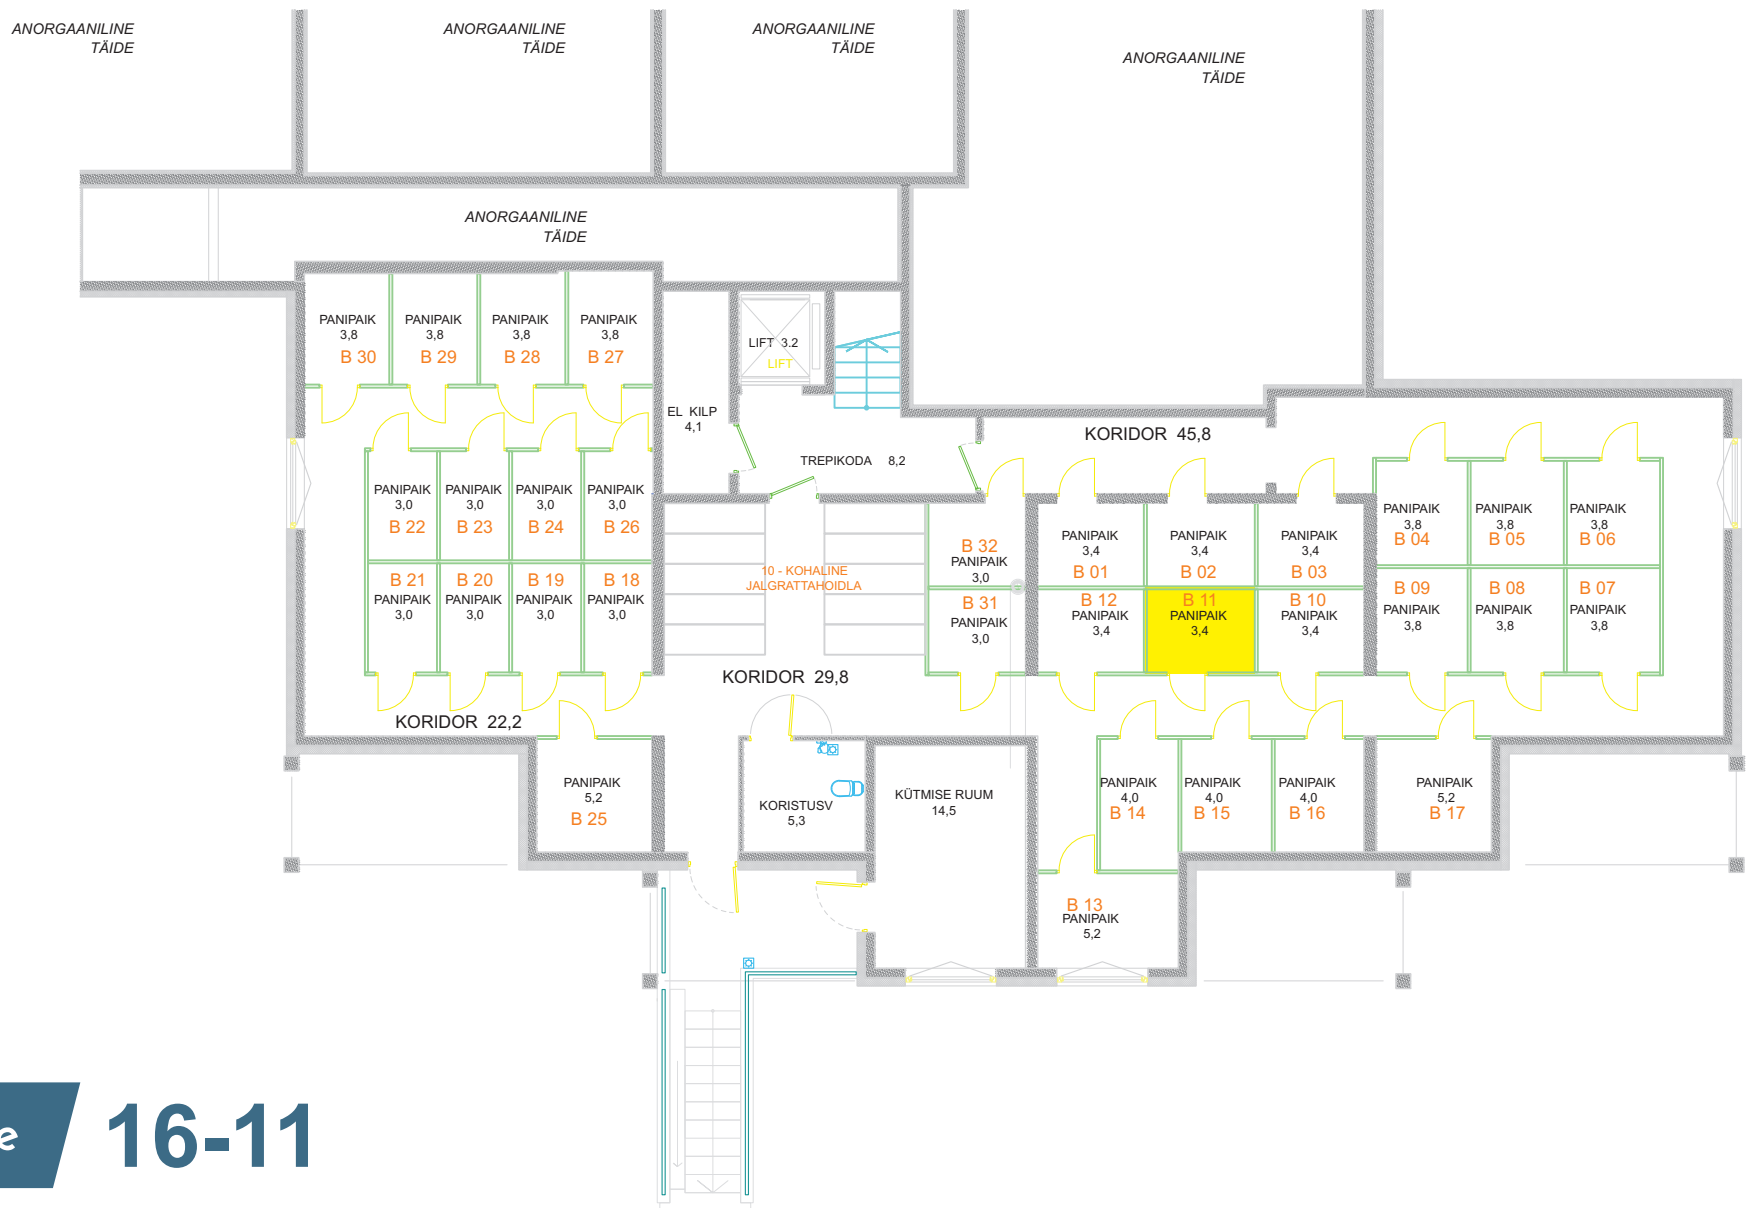 ANORGAANILINE
TÄIDE
ANORGAANILINE
TÄIDE
ANORGAANILINE
TÄIDE
ANORGAANILINE
TÄIDE
ANORGAANILINE
TÄIDE
PANIPAIK
3,8
B 30
PANIPAIK
3,8
B 29
PANIPAIK
3,8
B 28
PANIPAIK
3,8
B 27
LIFT 3.2
LIFT
EL KILP
4,1
TREPIKODA 8,2
KORIDOR 45,8
PANIPAIK
3,0
B 22
PANIPAIK
3,0
B 23
PANIPAIK
3,0
B 24
PANIPAIK
3,0
B 26
B 21
PANIPAIK
3,0
B 20
PANIPAIK
3,0
B 19
PANIPAIK
3,0
B 18
PANIPAIK
3,0
10 - KOHALINE
JALGRATTAHOIDLA
B 32
PANIPAIK
3,0
B 31
PANIPAIK
3,0
PANIPAIK
3,4
B 01
PANIPAIK
3,4
B 02
PANIPAIK
3,4
B 03
B 12
PANIPAIK
3,4
B 11
PANIPAIK
3,4
B 10
PANIPAIK
3,4
PANIPAIK
3,8
B 04
PANIPAIK
3,8
B 05
PANIPAIK
3,8
B 06
B 09
PANIPAIK
3,8
B 08
PANIPAIK
3,8
B 07
PANIPAIK
3,8
KORIDOR 29,8
KORIDOR 22,2
PANIPAIK
5,2
B 25
KORISTUSV
5,3
KÜTMISE RUUM
14,5
PANIPAIK
4,0
B 14
PANIPAIK
4,0
B 15
PANIPAIK
4,0
B 16
PANIPAIK
5,2
B 17
B 13
PANIPAIK
5,2
e
16-11